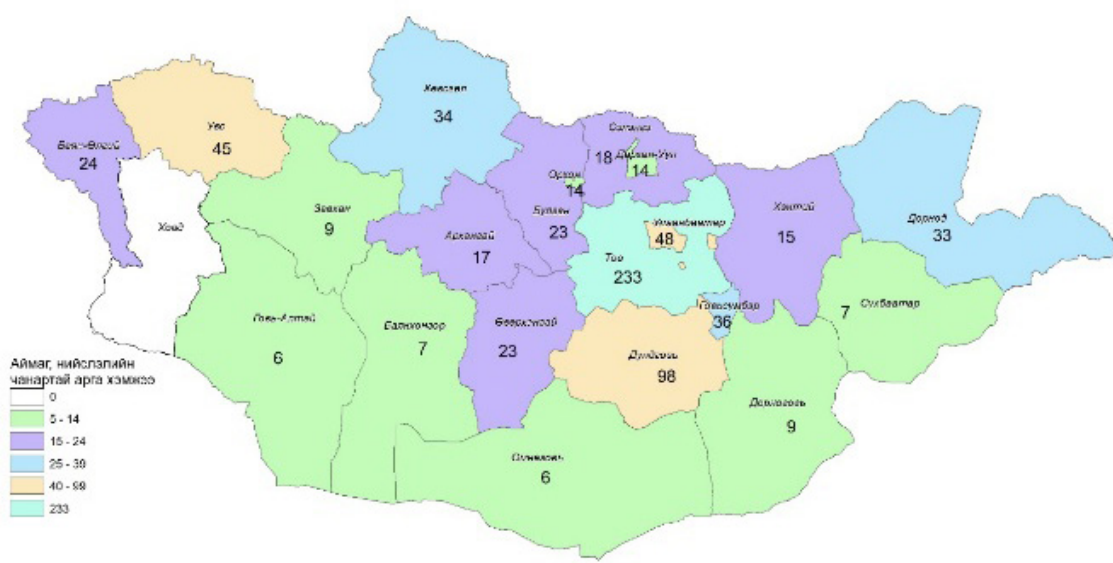 Хөвсгөл
34
Увс
45
Баян-Өлгий
24
Ховд
Завхан
9
Архангай
17
Булган
23
Орхон
14
Сэлэнгэ
18
Дархан-Уул
14
Улаанбаатар
48
Төв
233
Хэнтий
15
Дорнод
33
Сүхбаатар
7
Говьсүмбэр
36
Говь-Алтай
6
Баянхонгор
7
Өвөрхангай
23
Дундговь
98
Дорноговь
9
Өмнөговь
6
Аймаг, нийслэлийн
чанартай арга хэмжээ
0
5 - 14
15 - 24
25 - 39
40 - 99
233